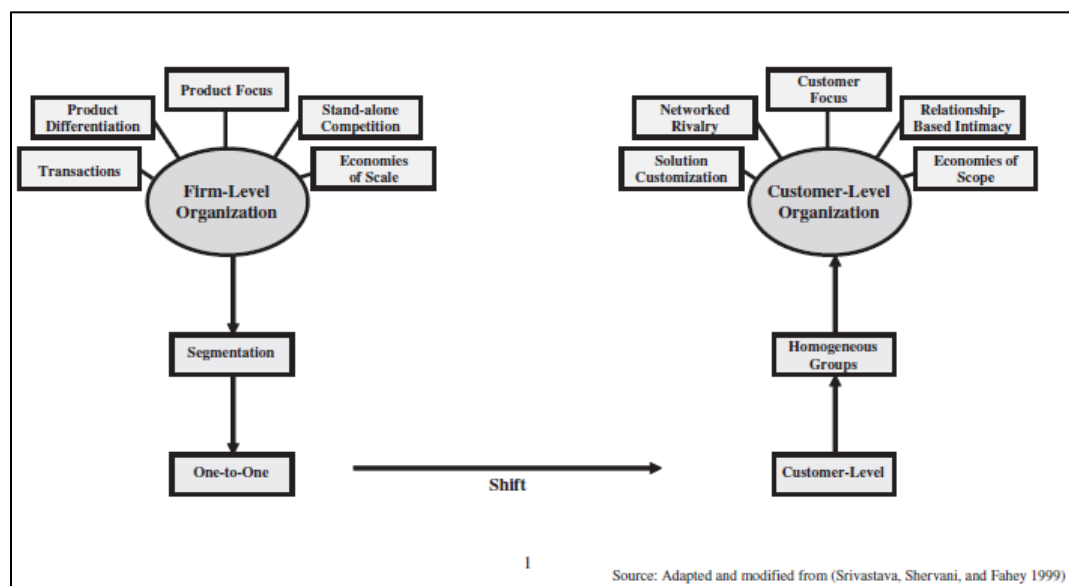 Product Focus
Product
Differentiation
Stand-alone
Competition
Transactions
Economies
of Scale
Firm-Level
Organization
Segmentation
One-to-One
Shift
Customer
Focus
Networked
Rivalry
Relationship-
Based Intimacy
Solution
Customization
Economies of
Scope
Customer-Level
Organization
Homogeneous
Groups
Customer-Level
1
Source: Adapted and modified from (Srivastava, Shervani, and Fahey 1999)